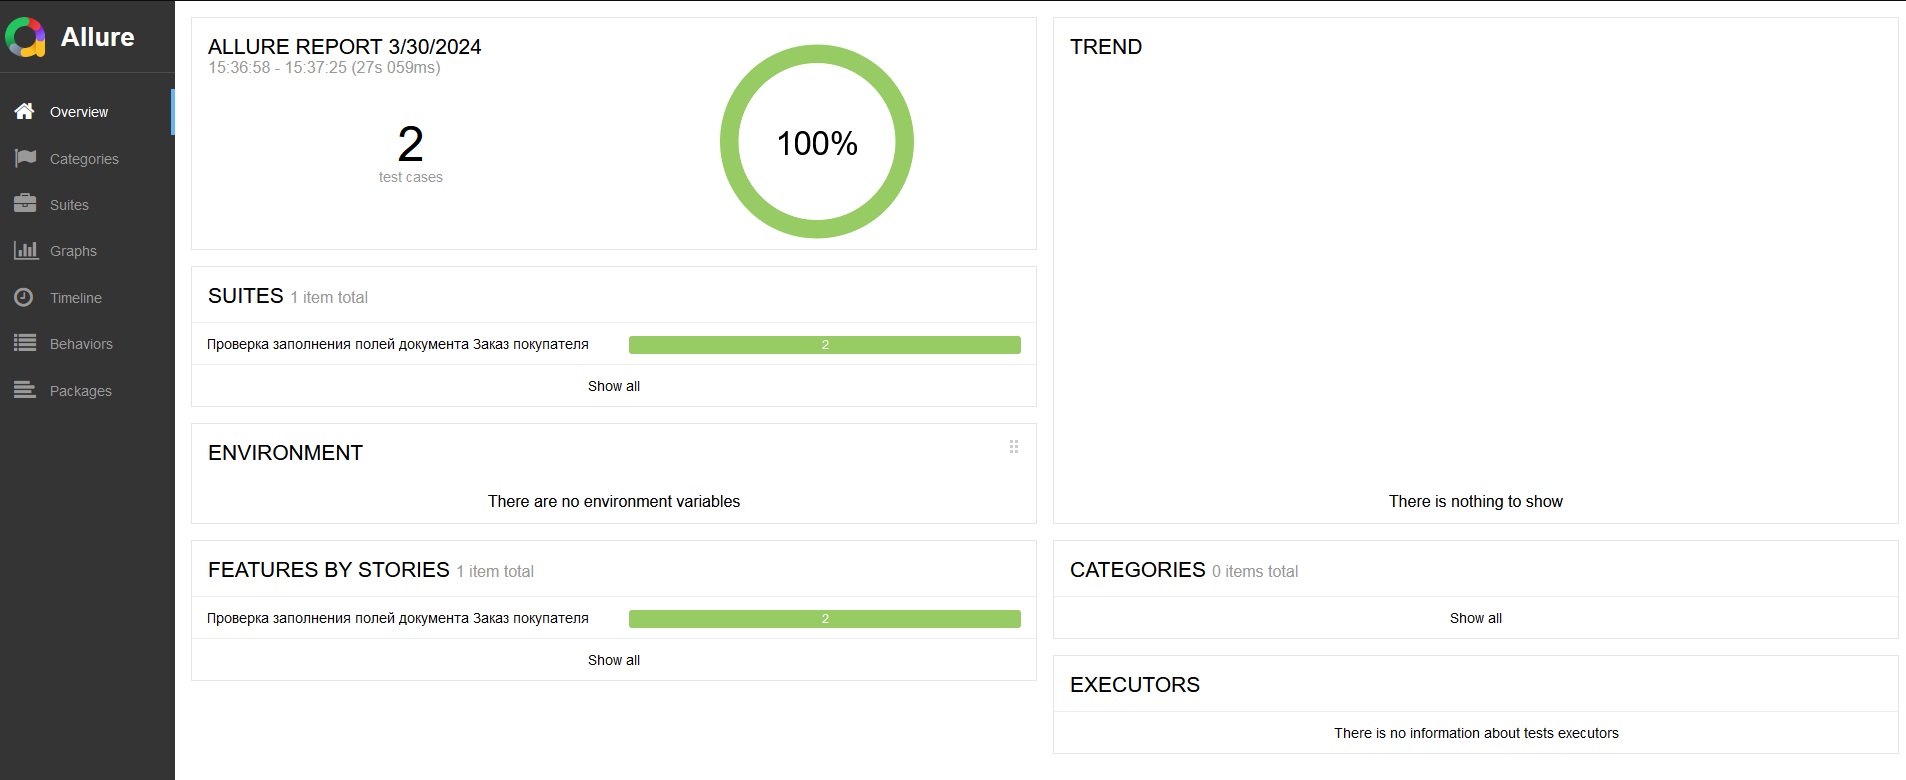 Allure
Overview
Categories
Suites
Graphs
Timeline
Behaviors
Packages
ALLURE REPORT 3/30/2024
15:36:58 - 15:37:25 (27s 059ms)
2
test cases
100%
SUITES 1 item total
Проверка заполнения полей документа Заказ покупателя 2
Show all
ENVIRONMENT
There are no environment variables
FEATURES BY STORIES 1 item total
Проверка заполнения полей документа Заказ покупателя 2
Show all
TREND
There is nothing to show
CATEGORIES 0 items total
Show all
EXECUTORS
There is no information about tests executors